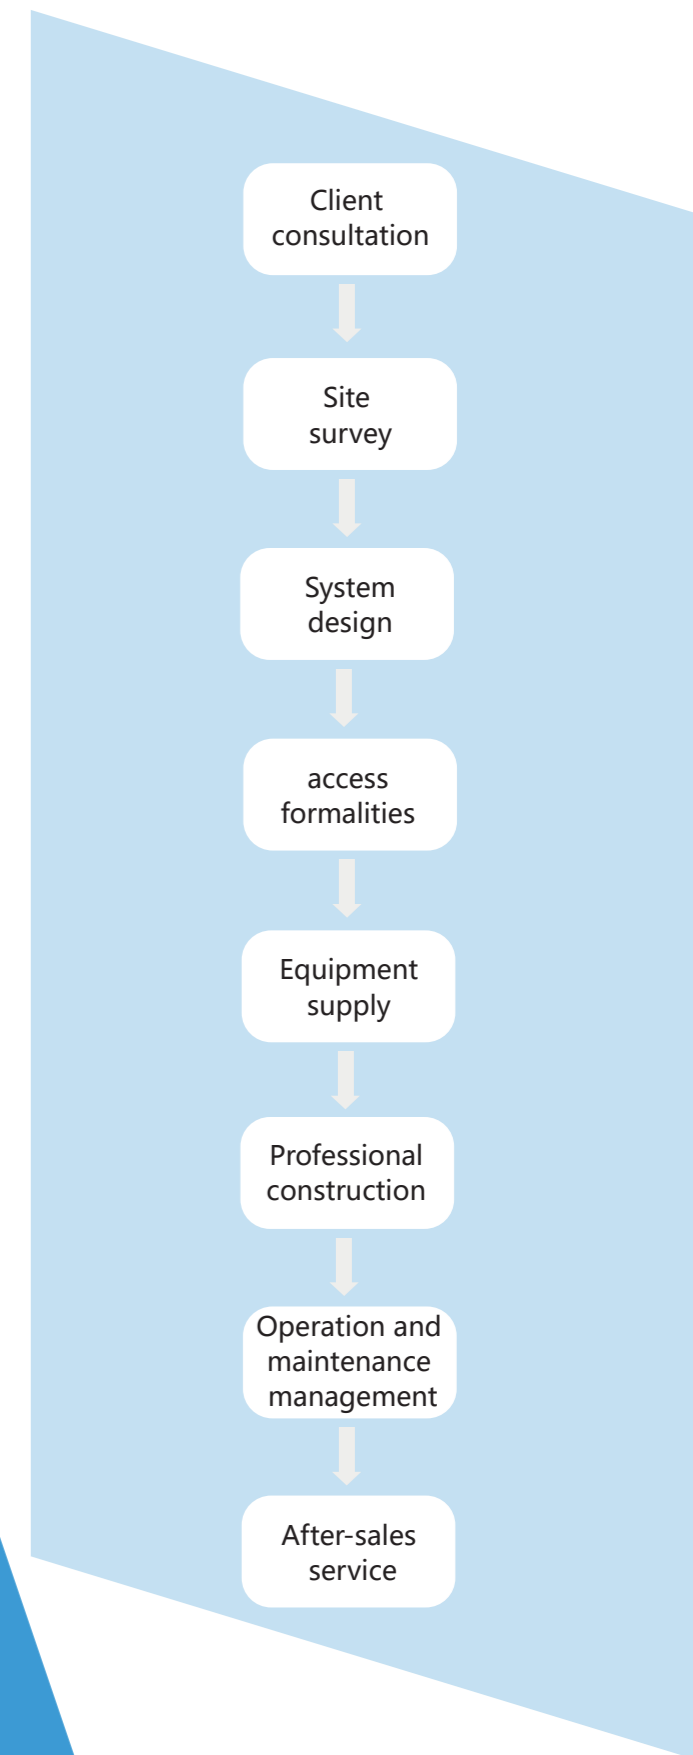 Client
consultation
Site
survey
System
design
access
formalities
Equipment
supply
Professional
construction
Operation and
maintenance
management
After-sales
service